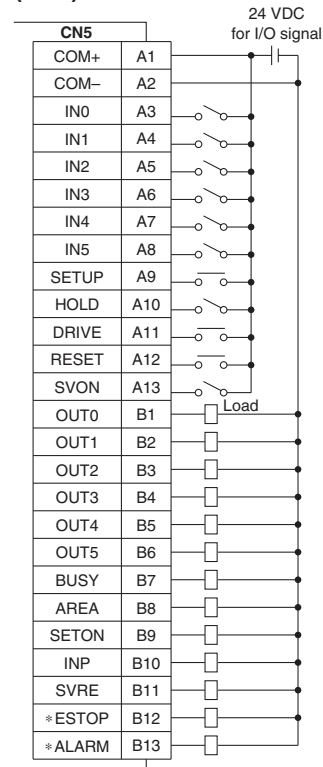 24 VDC
for I/O signal
CN5
COM+ A1
COM– A2
IN0 A3
IN1 A4
IN2 A5
IN3 A6
IN4 A7
IN5 A8
SETUP A9
HOLD A10
DRIVE A11
RESET A12
SVON A13
OUT0 B1 Load
OUT1 B2
OUT2 B3
OUT3 B4
OUT4 B5
OUT5 B6
BUSY B7
AREA B8
SETON B9
INP B10
SVRE B11
*ESTOP B12
*ALARM B13